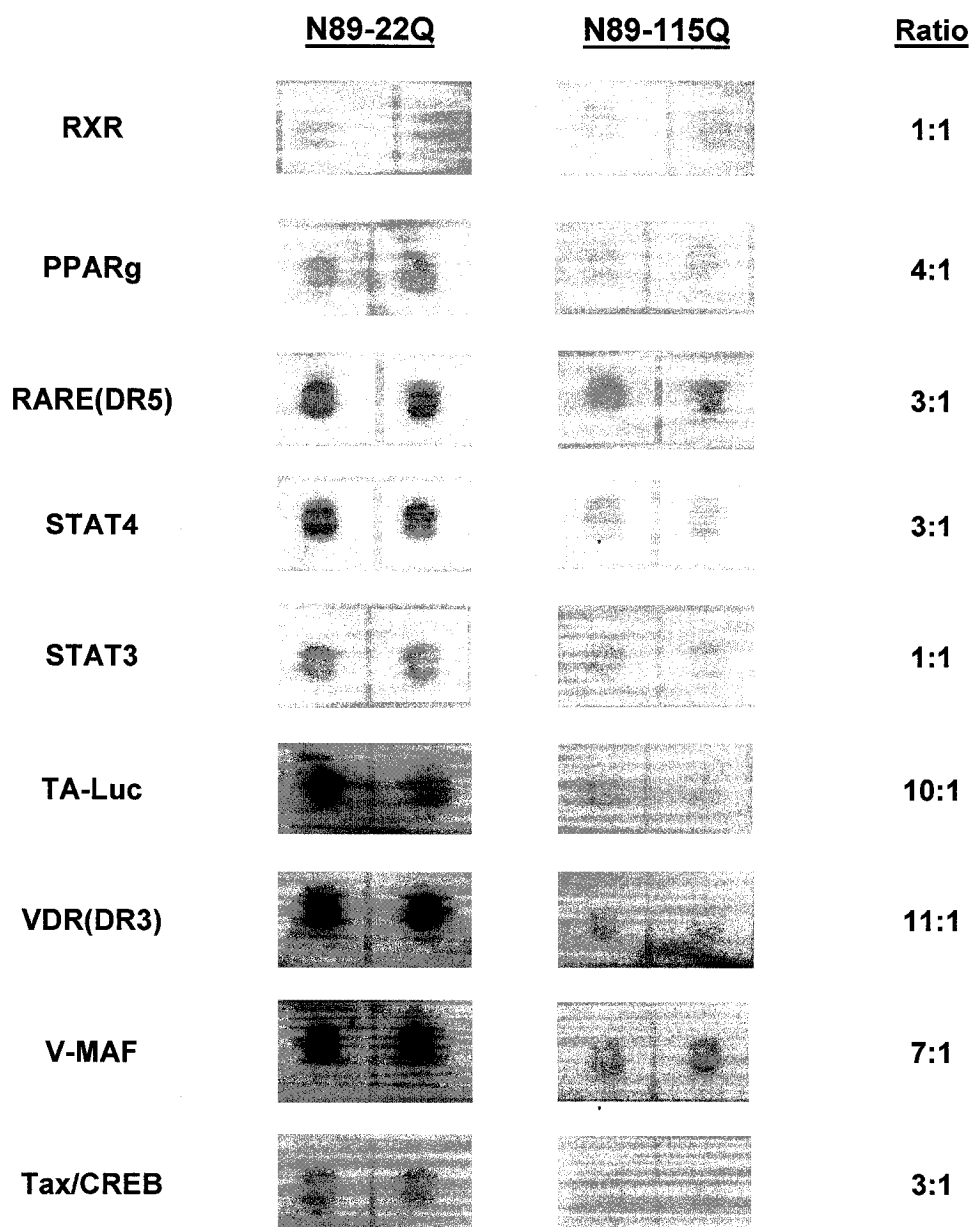 N89-22Q N89-115Q Ratio
RXR 1:1
PPARg 4:1
RARE(DR5) 3:1
STAT4 3:1
STAT3 1:1
TA-Luc 10:1
VDR(DR3) 11:1
V-MAF 7:1
Tax/CREB 3:1